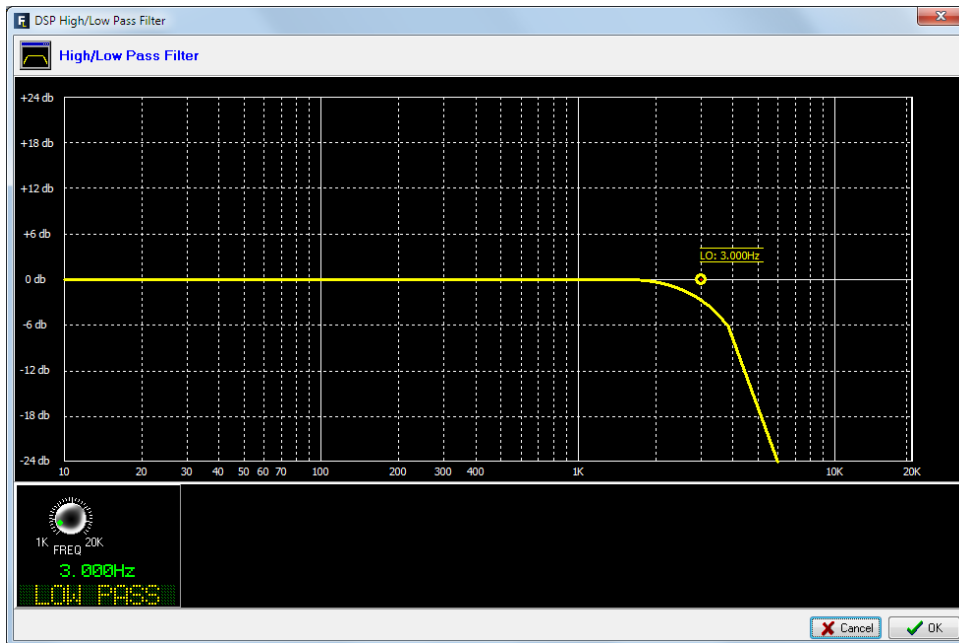 DSP High/Low Pass Filter
High/Low Pass Filter
+24 db
+18 db
+12 db
+6 db
LO: 3.000Hz
0 db
-6 db
-12 db
-18 db
-24 db
10 20 30 40 50 60 70 100 200 300 400 1K 10K 20K
1K FREQ 20K
3.000Hz
LOW PASS
Cancel OK